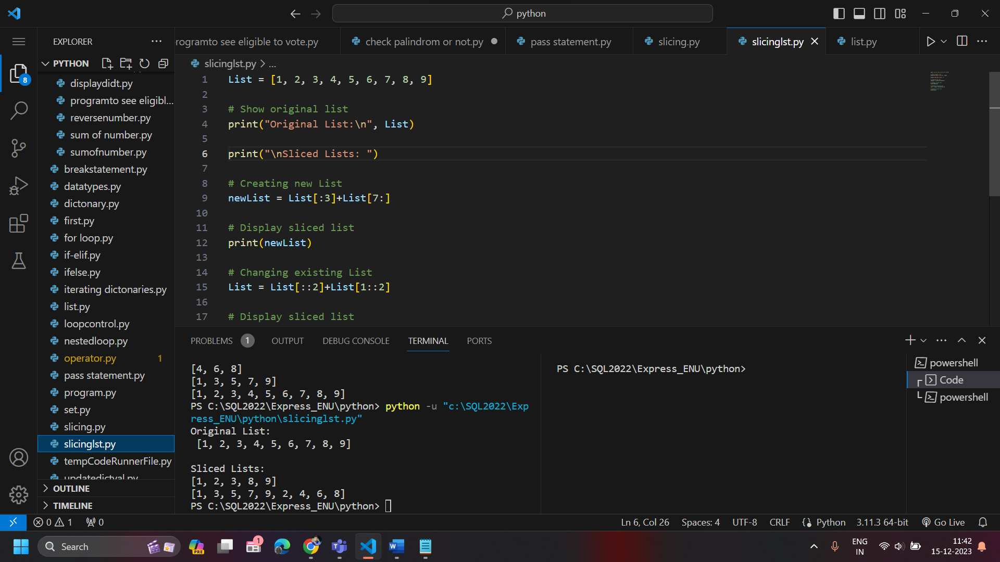 python
EXPLORER
rogramto see eligible to vote.py
check palindrom or not.py
pass statement.py
slicing.py
slicinglst.py
list.py
PYTHON
8
displaydidt.py
programto see eligibl...
reversenumber.py
sum of number.py
sumofnumber.py
breakstatement.py
datatypes.py
dictonary.py
first.py
for loop.py
if-elif.py
ifelse.py
iterating dictonaries.py
list.py
loopcontrol.py
nestedloop.py
operator.py 1
pass statement.py
program.py
set.py
slicing.py
slicinglst.py
tempCodeRunnerFile.py
updatedictval.py
OUTLINE
TIMELINE
slicinglst.py > ...
1 List = [1, 2, 3, 4, 5, 6, 7, 8, 9]
2
3 # Show original list
4 print("Original List:\n", List)
5
6 print("\nSliced Lists: ")
7
8 # Creating new List
9 newList = List[:3]+List[7:]
10
11 # Display sliced list
12 print(newList)
13
14 # Changing existing List
15 List = List[::2]+List[1::2]
16
17 # Display sliced list
PROBLEMS 1 OUTPUT DEBUG CONSOLE TERMINAL PORTS
[4, 6, 8]
[1, 3, 5, 7, 9]
[1, 2, 3, 4, 5, 6, 7, 8, 9]
PS C:\SQL2022\Express_ENU\python> python -u "c:\SQL2022\Exp
ress_ENU\python\slicinglst.py"
Original List:
[1, 2, 3, 4, 5, 6, 7, 8, 9]
Sliced Lists:
[1, 2, 3, 8, 9]
[1, 3, 5, 7, 9, 2, 4, 6, 8]
PS C:\SQL2022\Express_ENU\python>
PS C:\SQL2022\Express_ENU\python>
powershell
Code
powershell
0 1 0
Ln 6, Col 26 Spaces: 4 UTF-8 CRLF Python 3.11.3 64-bit Go Live
Search
PRE
1
ENG
IN
11:42
15-12-2023